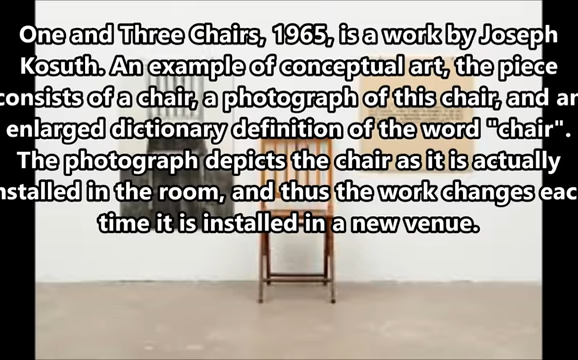 One and Three Chairs, 1965, is a work by Joseph
Kosuth. An example of conceptual art, the piece
consists of a chair, a photograph of this chair, and an
enlarged dictionary definition of the word "chair".
The photograph depicts the chair as it is actually
installed in the room, and thus the work changes each
time it is installed in a new venue.